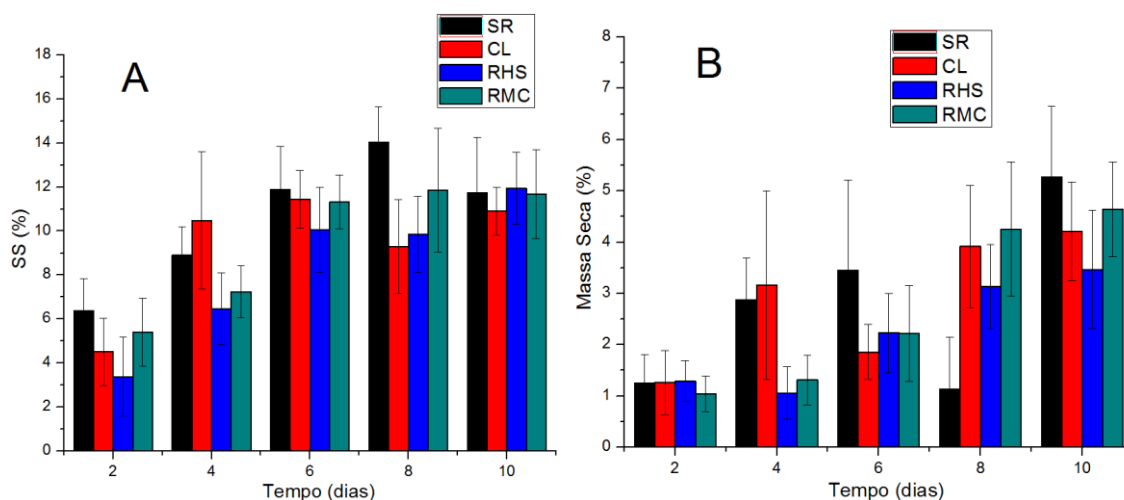 A
SR
CL
RHS
RMC
SS (%)
18
16
14
12
10
8
6
4
2
0
2 4 6 8 10
Tempo (dias)
B
SR
CL
RHS
RMC
Massa Seca (%)
8
7
6
5
4
3
2
1
0
2 4 6 8 10
Tempo (dias)